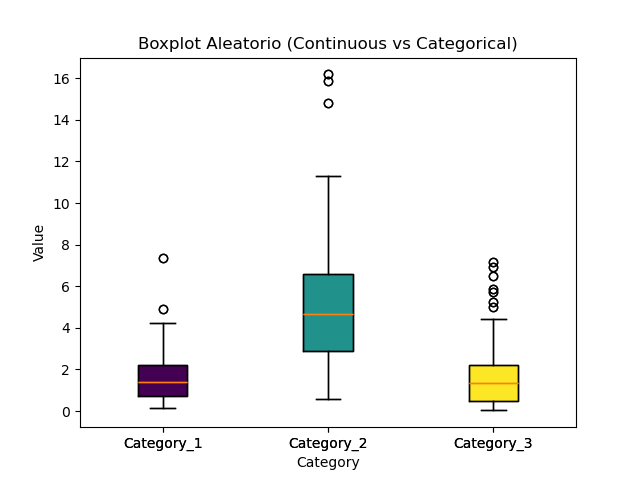 Boxplot Aleatorio (Continuous vs Categorical)
16
14
12
10
8
6
4
2
0
Value
Category_1 Category_2 Category_3
Category